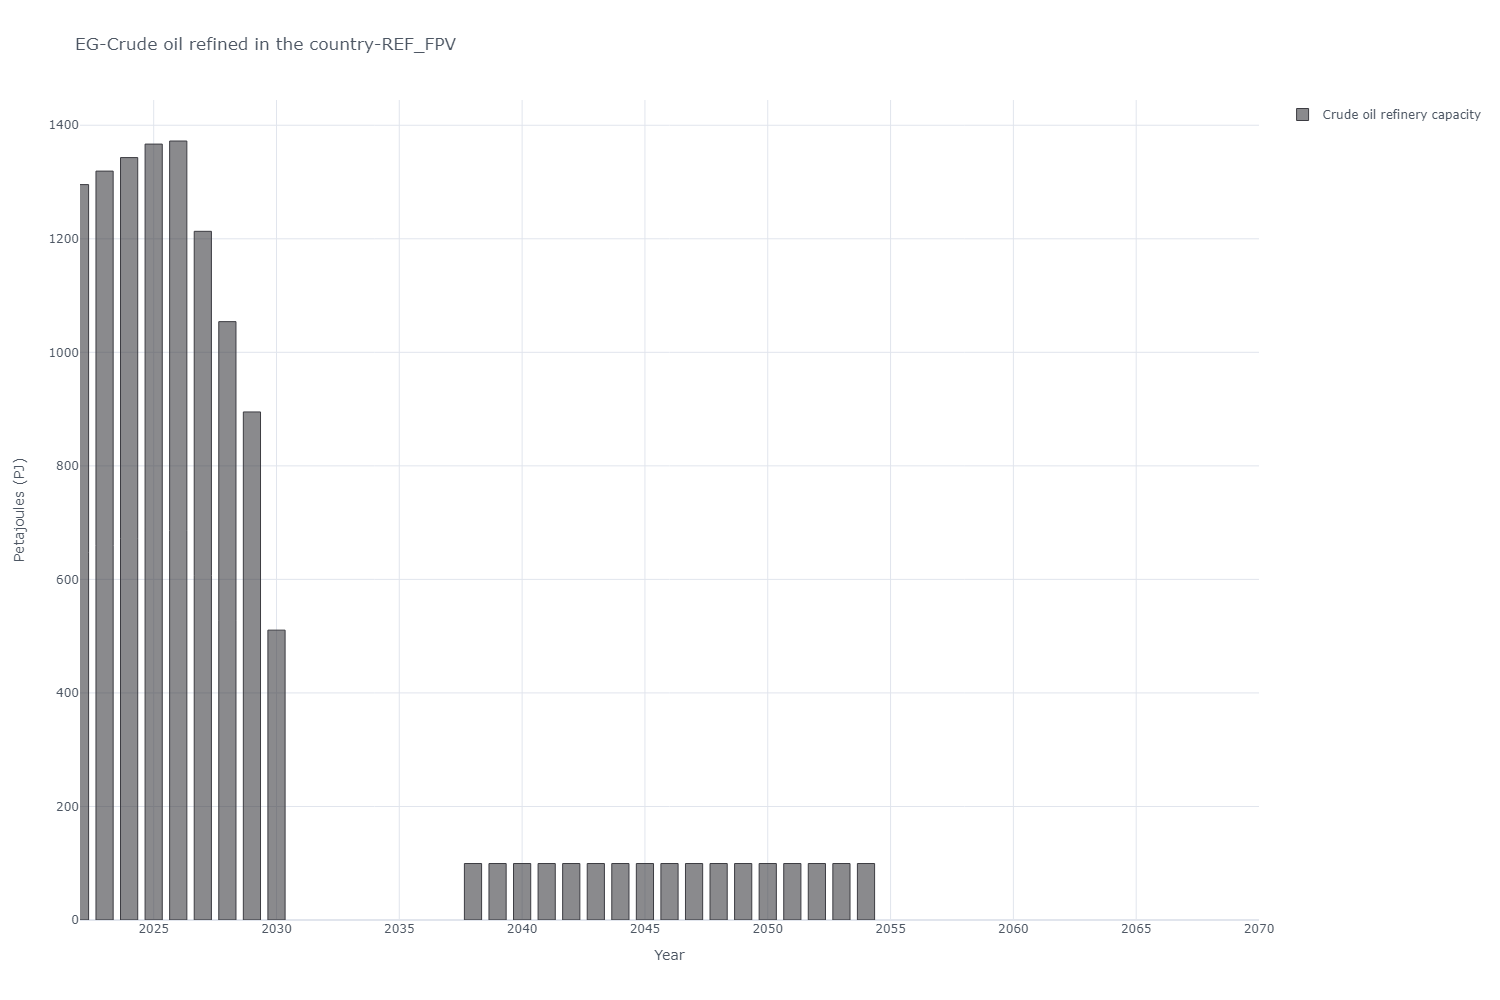 EG-Crude oil refined in the country-REF_FPV
Crude oil refinery capacity
1400
1200
1000
800
600
400
200
0
Petajoules (PJ)
2025 2030 2035 2040 2045 2050 2055 2060 2065 2070
Year